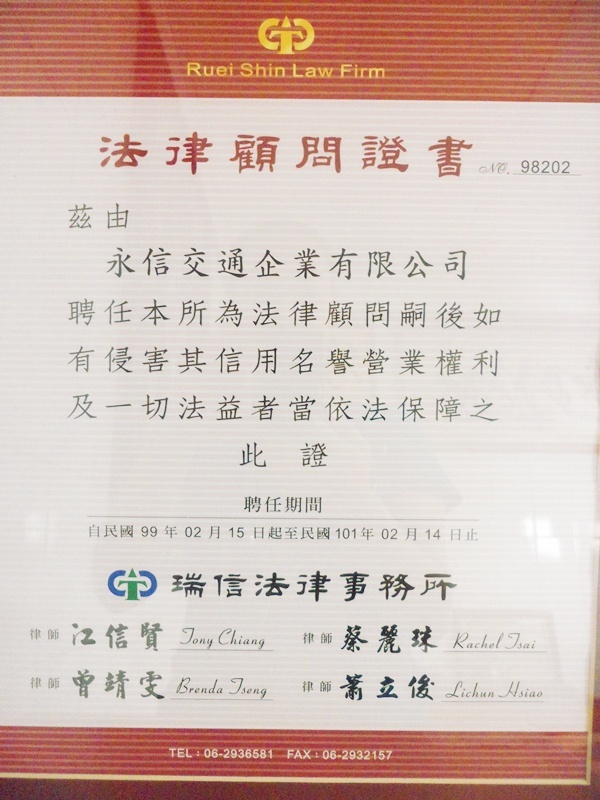 Ruei Shin Law Firm
法律顧問證書 NO. 98202
茲由
永信交通企業有限公司
聘任本所為法律顧問嗣後如
有侵害其信用名譽營業權利
及一切法益者當依法保障之
此 證
聘任期間
自民國 99 年 02 月 15 日起至民國 101 年 02 月 14 日止
瑞信法律事務所
律師 江信賢 Tony Chiang 律師 蔡麗珠 Rachel Tsai
律師 曾靖雯 Brenda Tseng 律師 蕭立俊 Lichun Hsiao
TEL：06-2936581 FAX：06-2932157